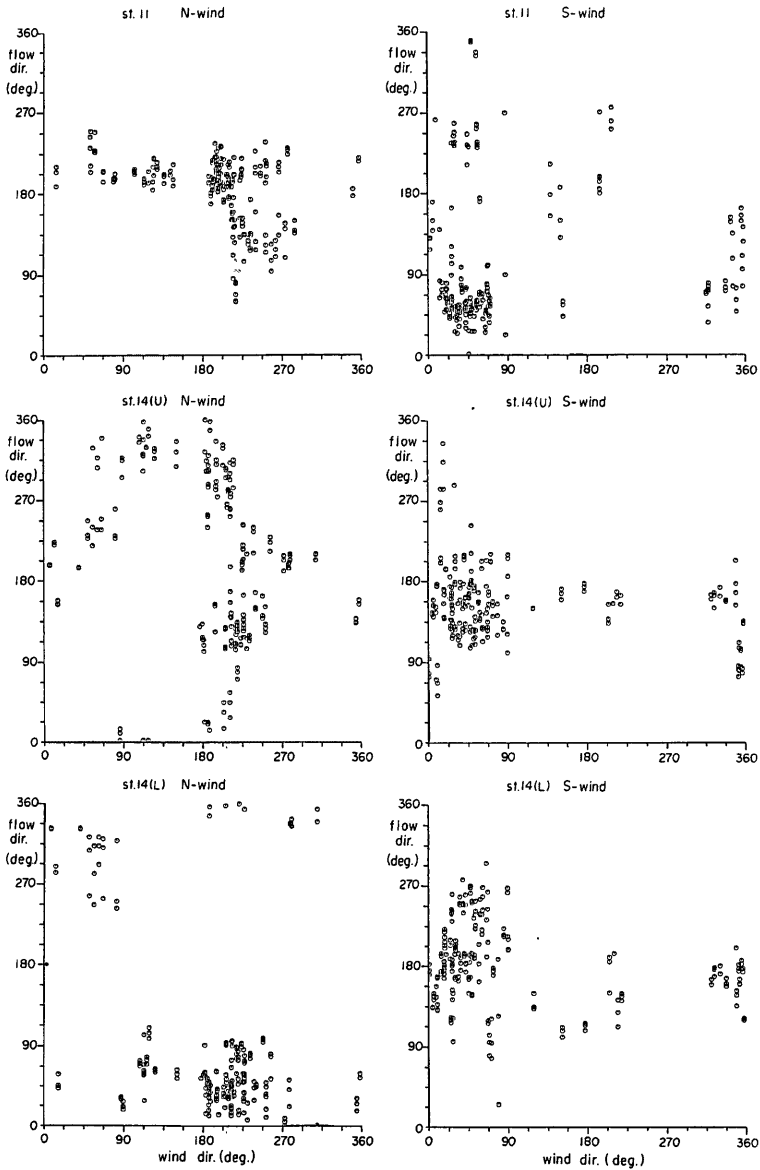 st. 11 N-wind
360
flow
dir.
(deg)
270
180
90
0
0 90 180 270 360
st. 11 S-wind
360
flow
dir.
(deg.)
270
180
90
0
0 90 180 270 360
st.14(U) N-wind
360
flow
dir.
(deg)
270
180
90
0
0 90 180 270 360
st.14(U) S-wind
360
flow
dir.
(deg.)
270
180
90
0
0 90 180 270 360
st.14(L) N-wind
360
flow
dir.
(deg)
270
180
90
0
0 90 180 270 360
wind dir.(deg.)
st.14(L) S-wind
360
flow
dir.
(deg.)
270
180
90
0
0 90 180 270 360
wind dir.(deg.)